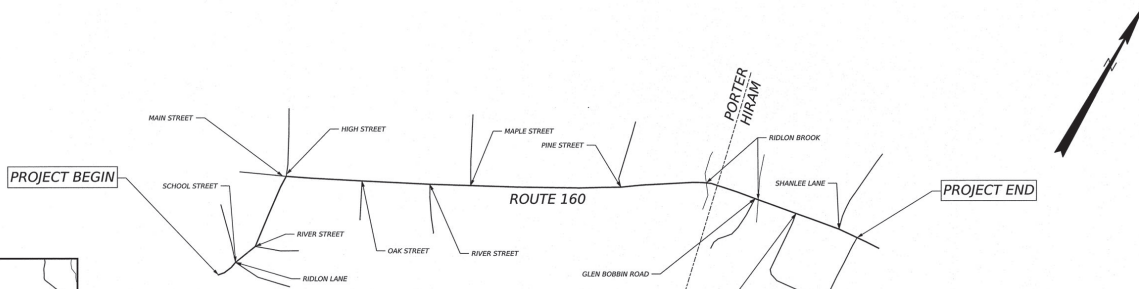 N
PORTER
HIRAM
MAIN STREET
HIGH STREET
MAPLE STREET
PINE STREET
RIDLON BROOK
PROJECT BEGIN
SCHOOL STREET
SHANLEE LANE
PROJECT END
ROUTE 160
RIVER STREET
OAK STREET
RIVER STREET
GLEN BOBBIN ROAD
RIDLON LANE